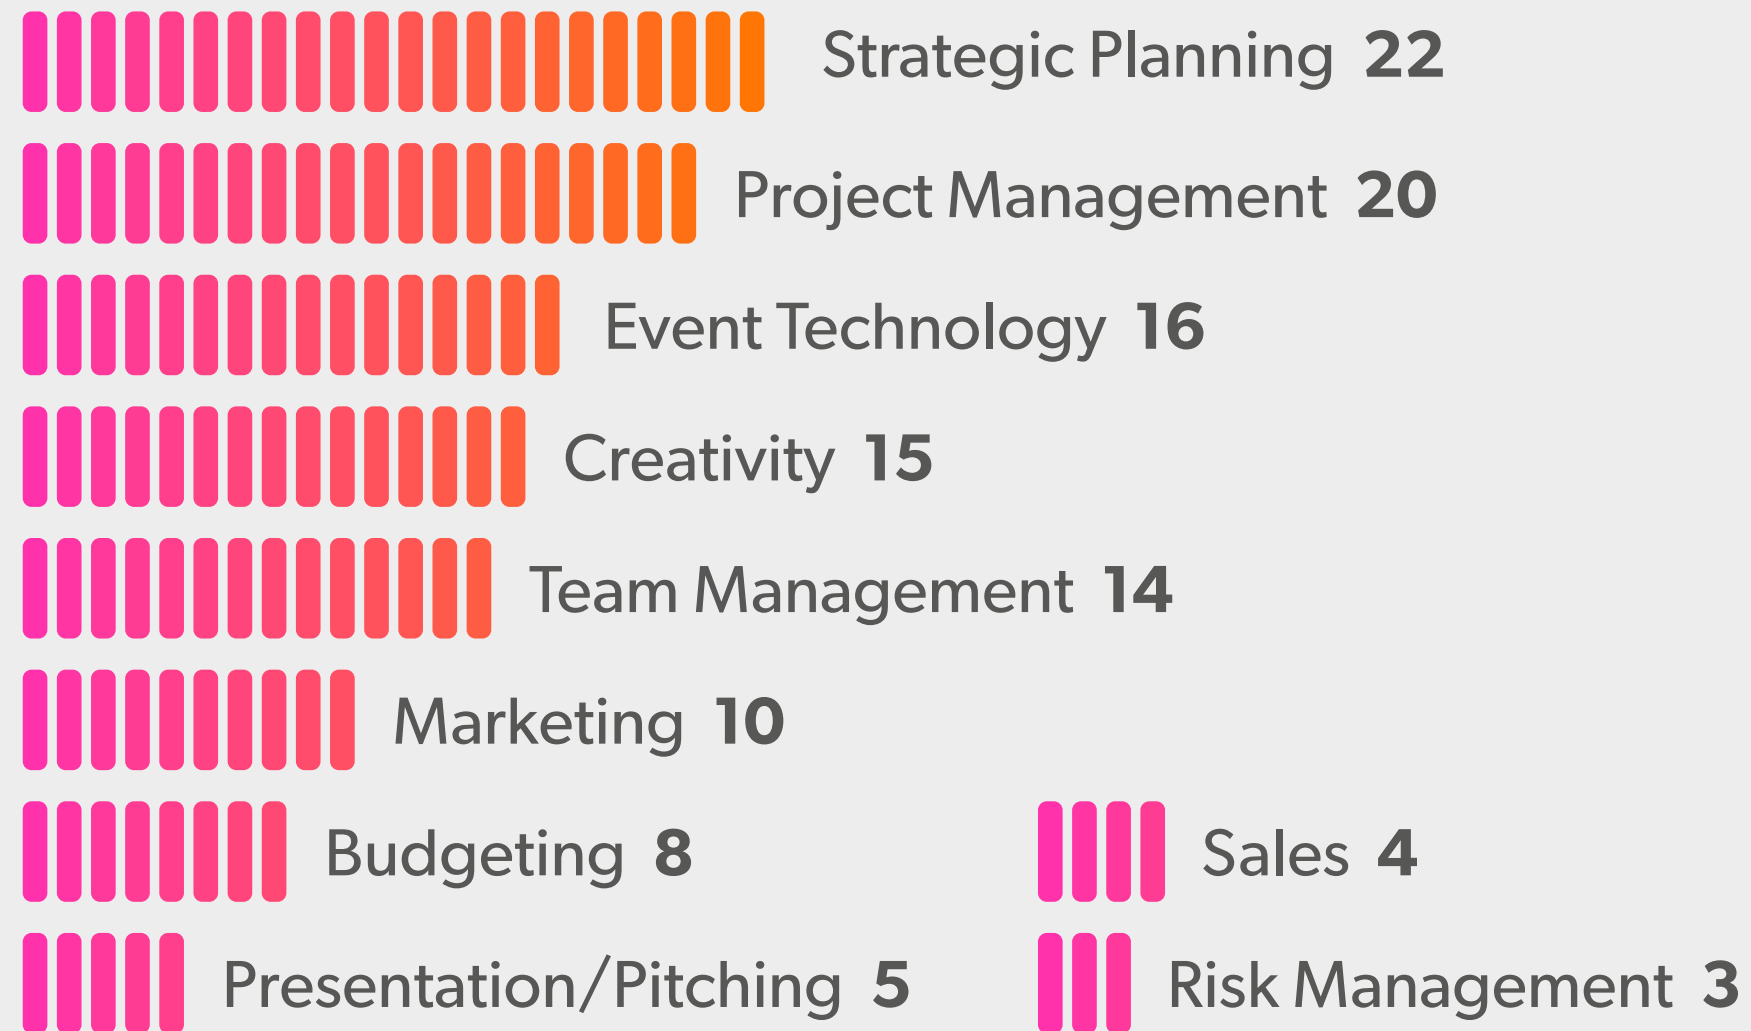 Strategic Planning 22
Project Management 20
Event Technology 16
Creativity 15
Team Management 14
Marketing 10
Budgeting 8
Sales 4
Presentation/Pitching 5
Risk Management 3